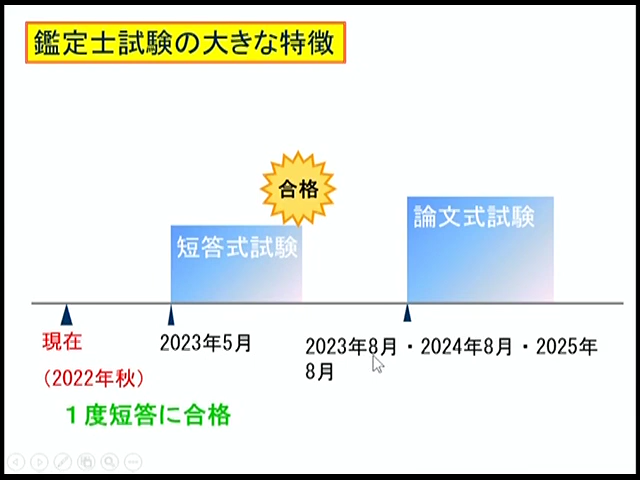 鑑定士試験の大きな特徴
合格
短答式試験
論文式試験
現在
(2022年秋)
2023年5月
2023年8月・2024年8月・2025年
8月
１度短答に合格